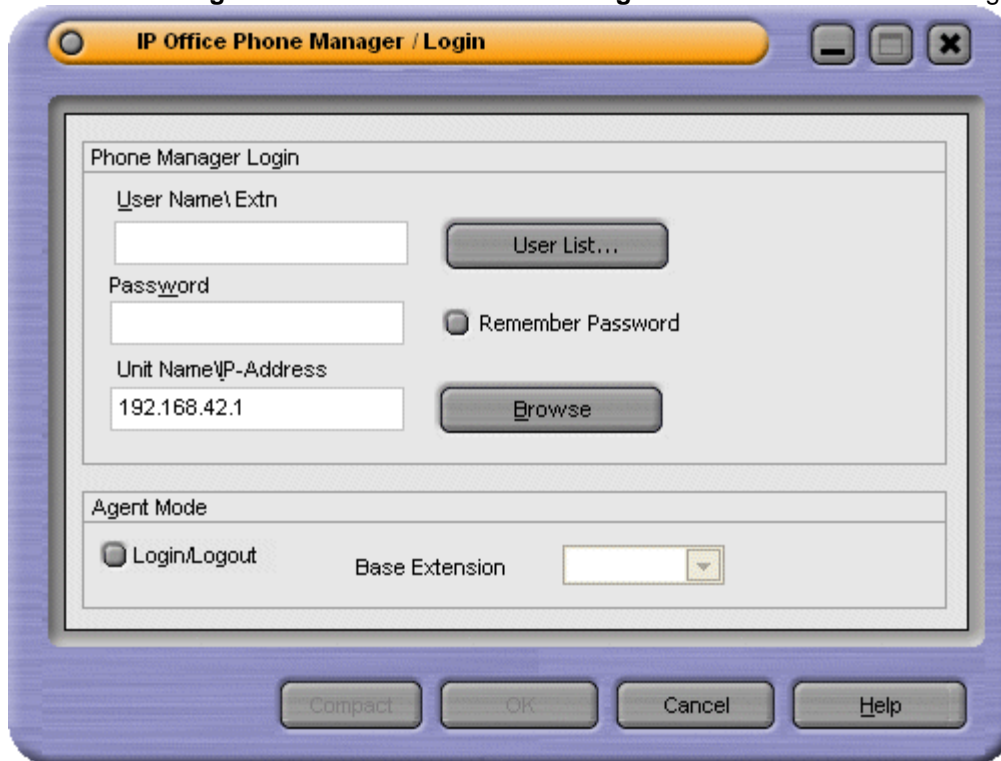 IP Office Phone Manager / Login
Phone Manager Login
User Name\ Extn
User List...
Password
Remember Password
Unit Name\IP-Address
192.168.42.1
Browse
Agent Mode
Login/Logout
Base Extension
Compact
OK
Cancel
Help